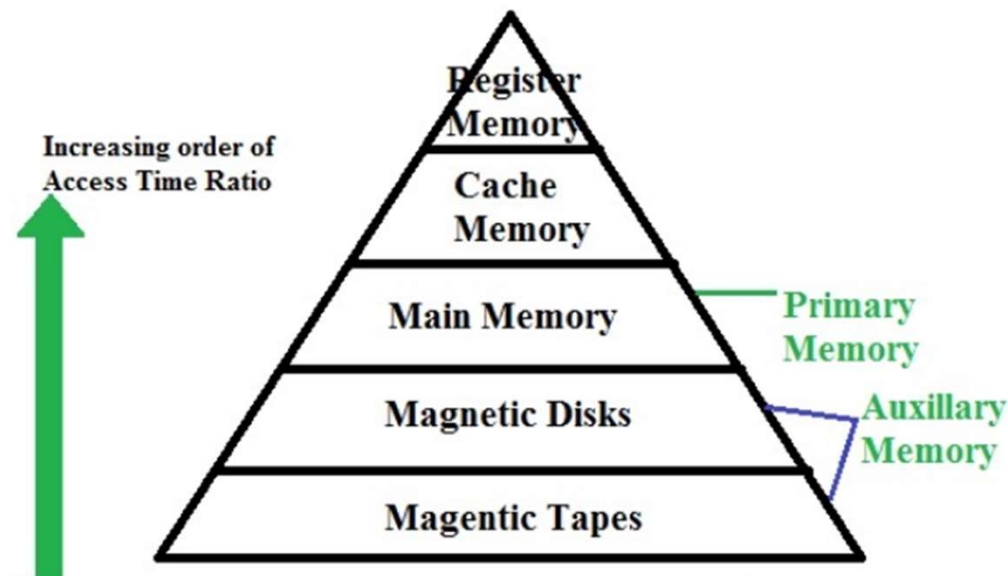 Register
Memory
Increasing order of
Access Time Ratio
Cache
Memory
Main Memory
Primary
Memory
Magnetic Disks
Auxillary
Memory
Magentic Tapes